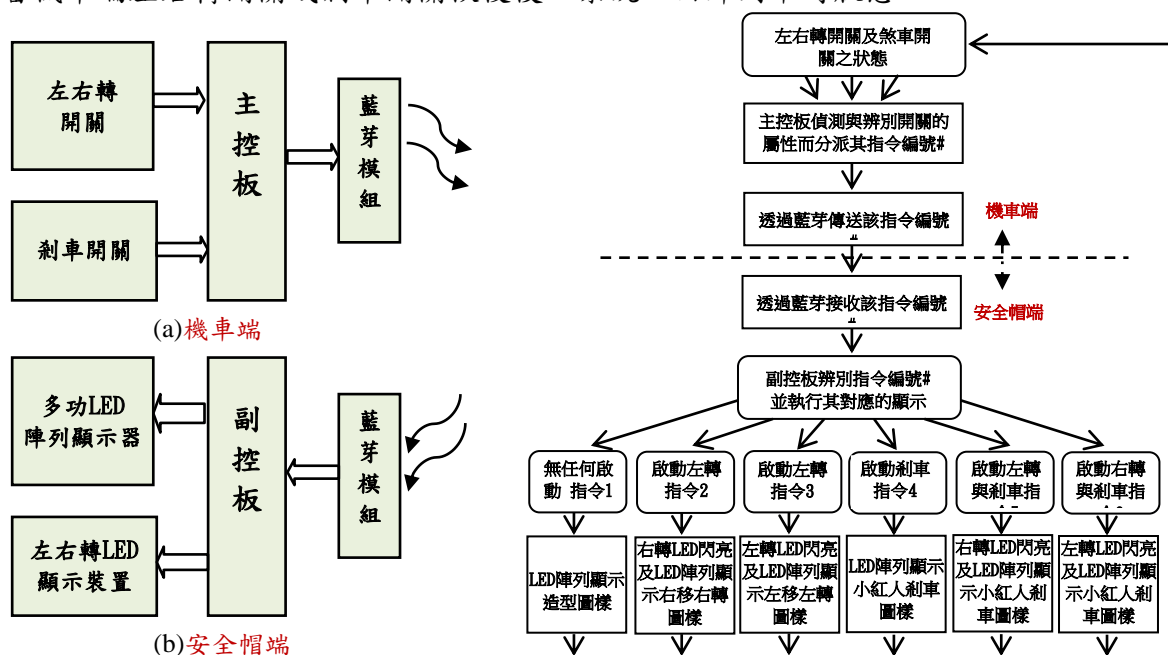 左右轉
開關
剎車開關
主
控
板
藍
芽
模
組
(a)機車端
多功LED
陣列顯示器
左右轉LED
顯示裝置
副
控
板
藍
芽
模
組
(b)安全帽端
左右轉開關及煞車開
關之狀態
主控板偵測與辨別開關的
屬性而分派其指令編號#
透過藍芽傳送該指令編號
機車端
透過藍芽接收該指令編號
安全帽端
副控板辨別指令編號#
並執行其對應的顯示
無任何啟
動 指令1
啟動左轉
指令2
啟動左轉
指令3
啟動剎車
指令4
啟動左轉
與剎車指
啟動右轉
與剎車指
LED陣列顯示
造型圖樣
右轉LED閃亮
及LED陣列顯
示右移右轉
圖樣
左轉LED閃亮
及LED陣列顯
示左移左轉
圖樣
LED陣列顯示
小紅人剎車
圖樣
右轉LED閃亮
及LED陣列顯
示小紅人剎
車圖樣
左轉LED閃亮
及LED陣列顯
示小紅人剎
車圖樣